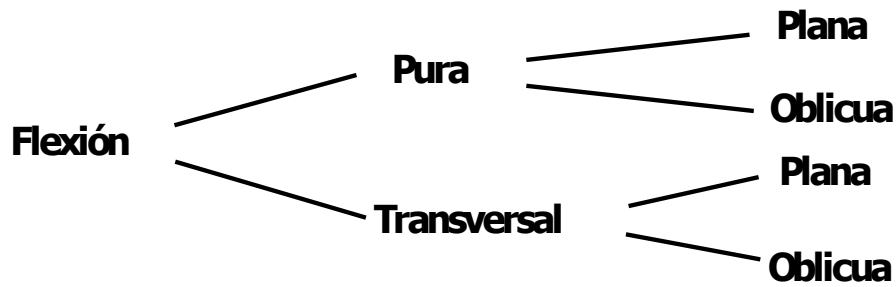 Flexión
Pura
Plana
Oblicua
Transversal
Plana
Oblicua